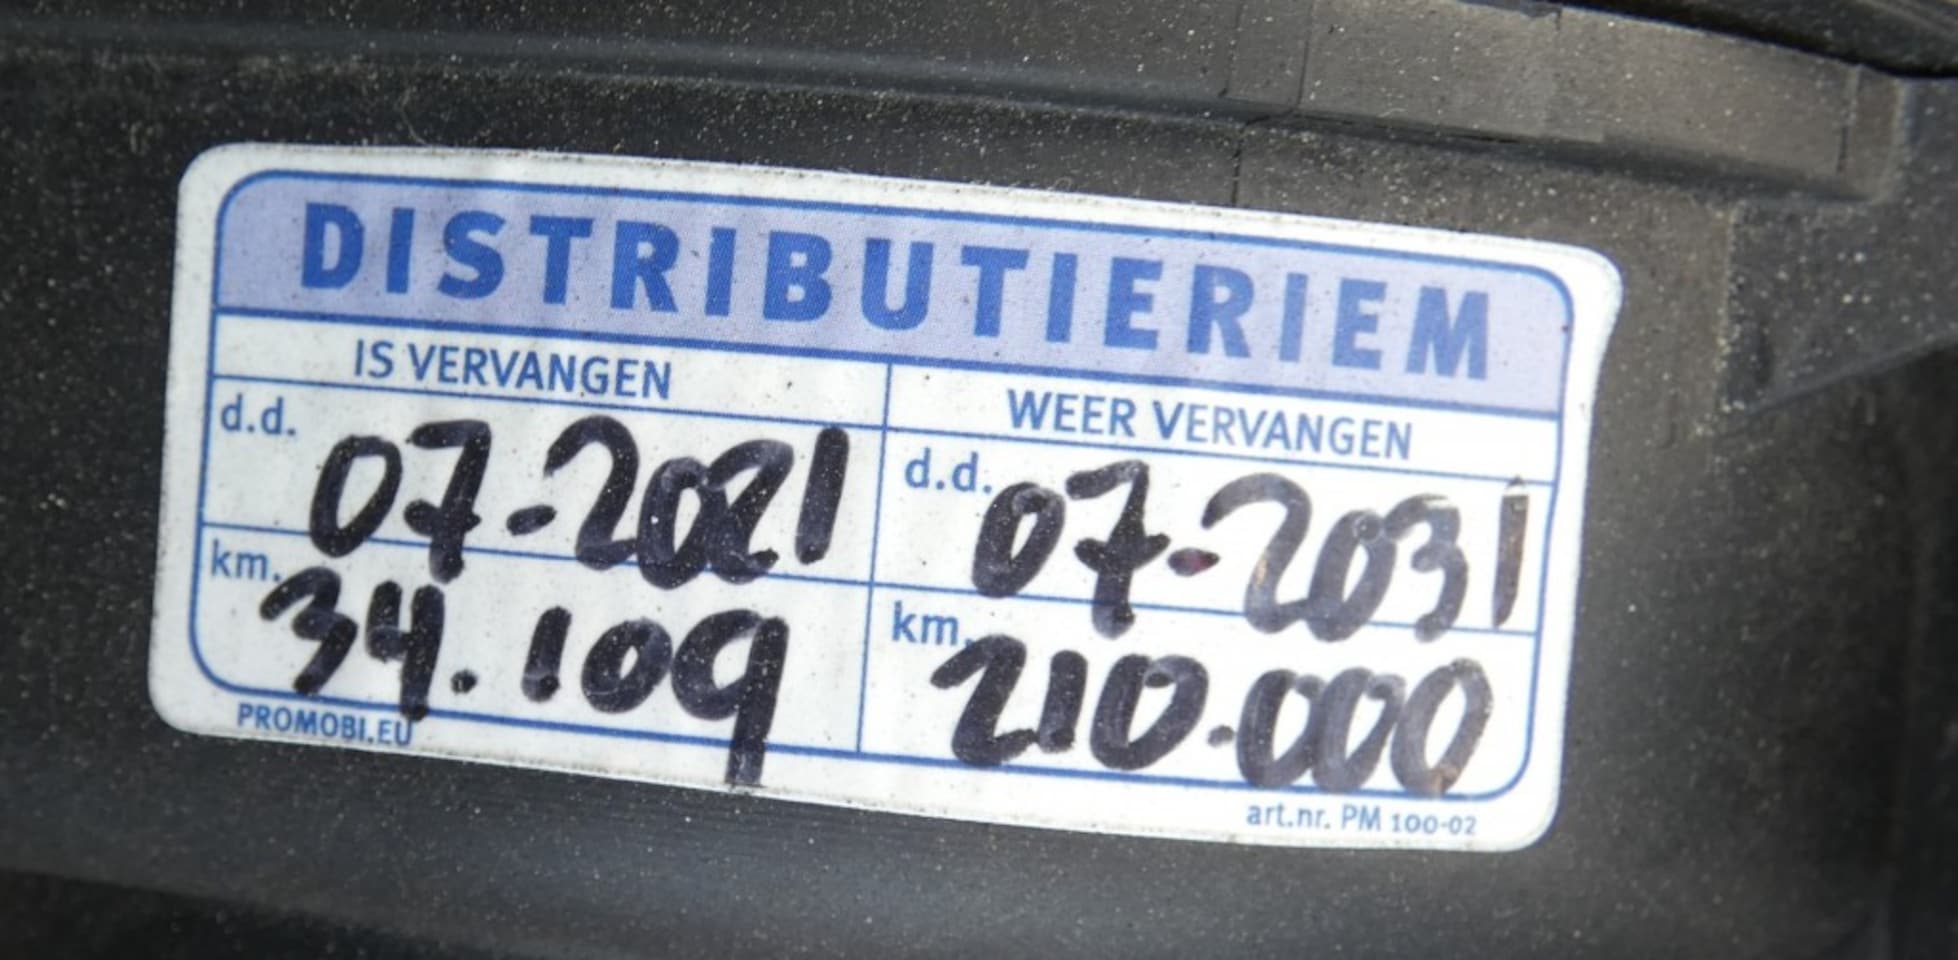 DISTRIBUTIERIEM
IS VERVANGEN
WEER VERVANGEN
d.d. 07-2021
d.d. 07-2031
km. 34.109
km. 210.000
PROMOBI.EU
art.nr. PM 100-02